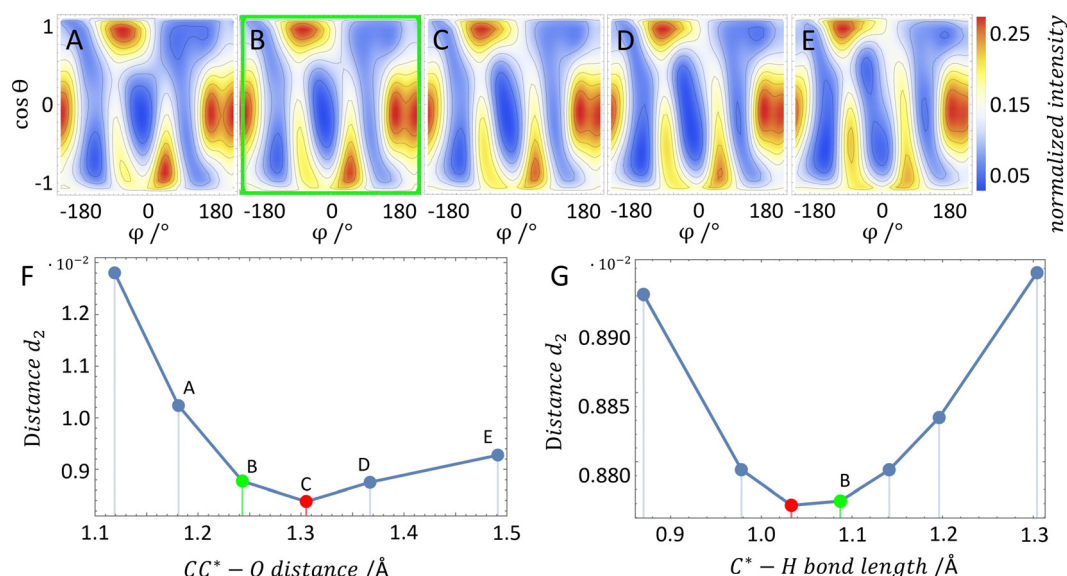 A B C D E
1
0
-1
cos Θ
-180 0 180 -180 0 180 -180 0 180 -180 0 180 -180 0 180
φ /° φ /° φ /° φ /° φ /°
0.25
0.15
0.05
normalized intensity
F
· 10⁻²
1.2
1.1
1.0
0.9
Distance d₂
A
B
C
D
E
1.1 1.2 1.3 1.4 1.5
CC* − O distance /Å
G
· 10⁻²
0.890
0.885
0.880
Distance d₂
B
0.9 1.0 1.1 1.2 1.3
C* − H bond length /Å